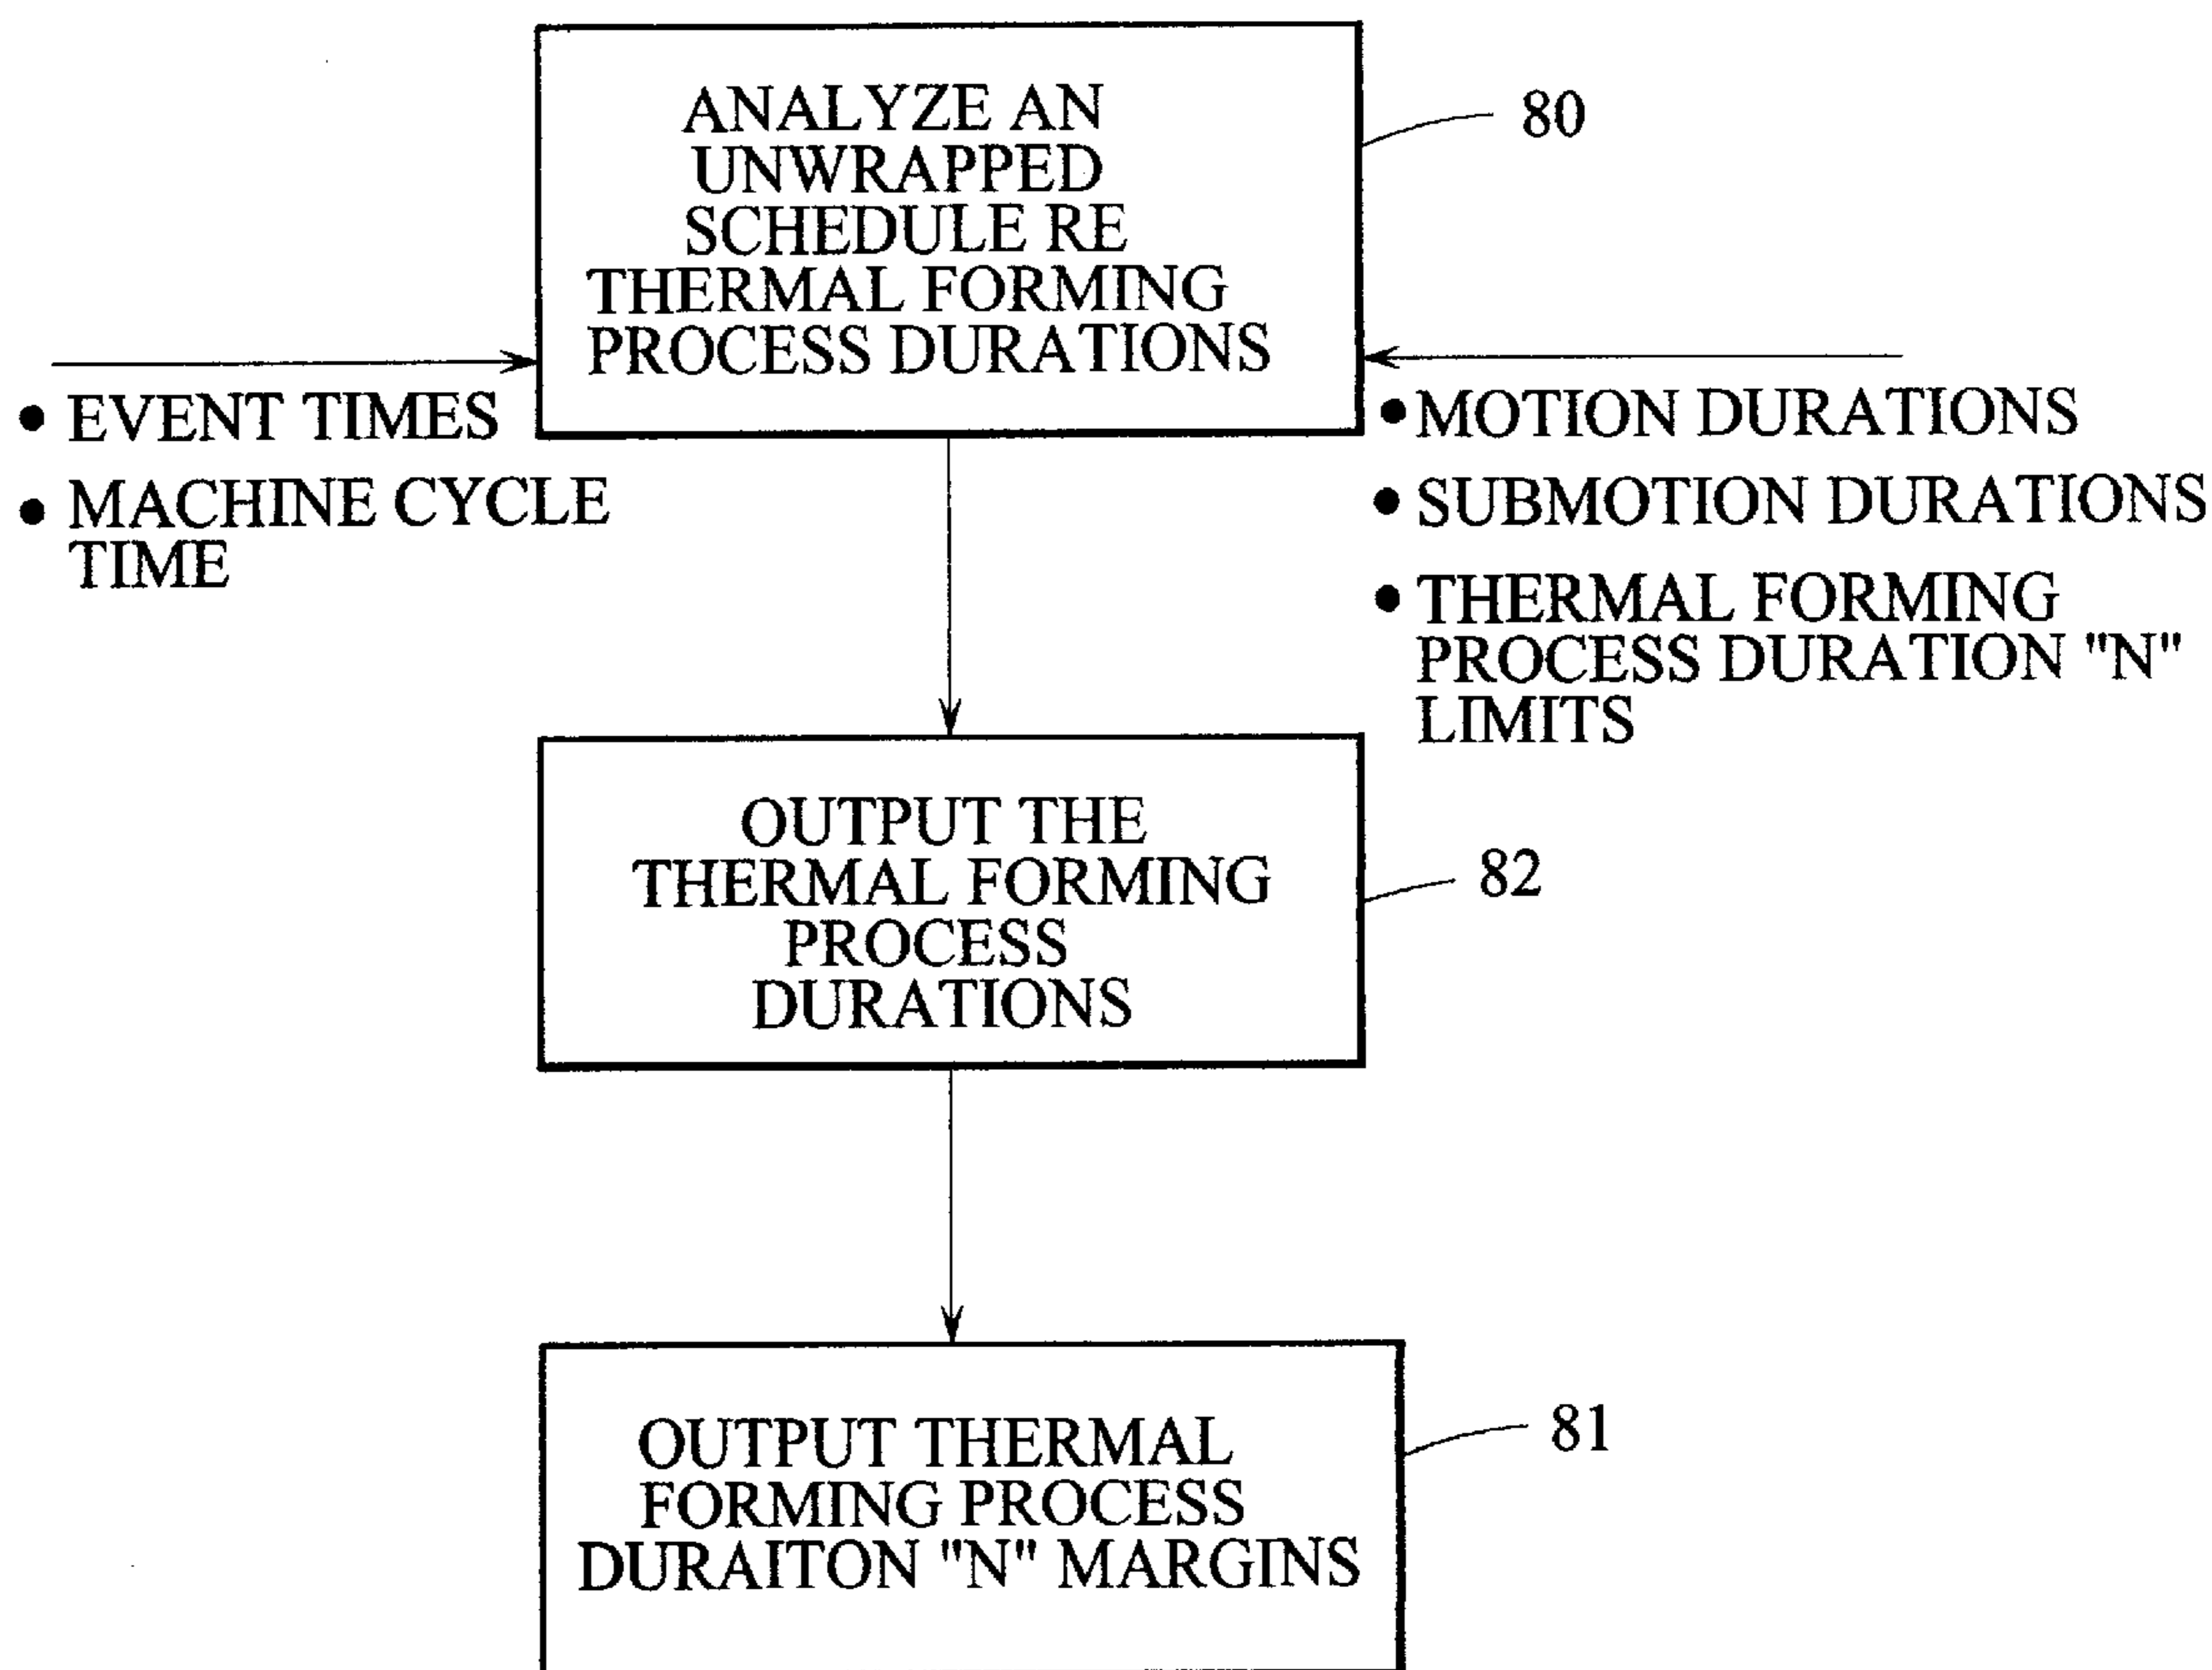 ANALYZE AN
UNWRAPPED
SCHEDULE RE
THERMAL FORMING
PROCESS DURATIONS
80
• EVENT TIMES
• MACHINE CYCLE
TIME
• MOTION DURATIONS
• SUBMOTION DURATIONS
• THERMAL FORMING
PROCESS DURATION "N"
LIMITS
OUTPUT THE
THERMAL FORMING
PROCESS
DURATIONS
82
OUTPUT THERMAL
FORMING PROCESS
DURAITON "N" MARGINS
81